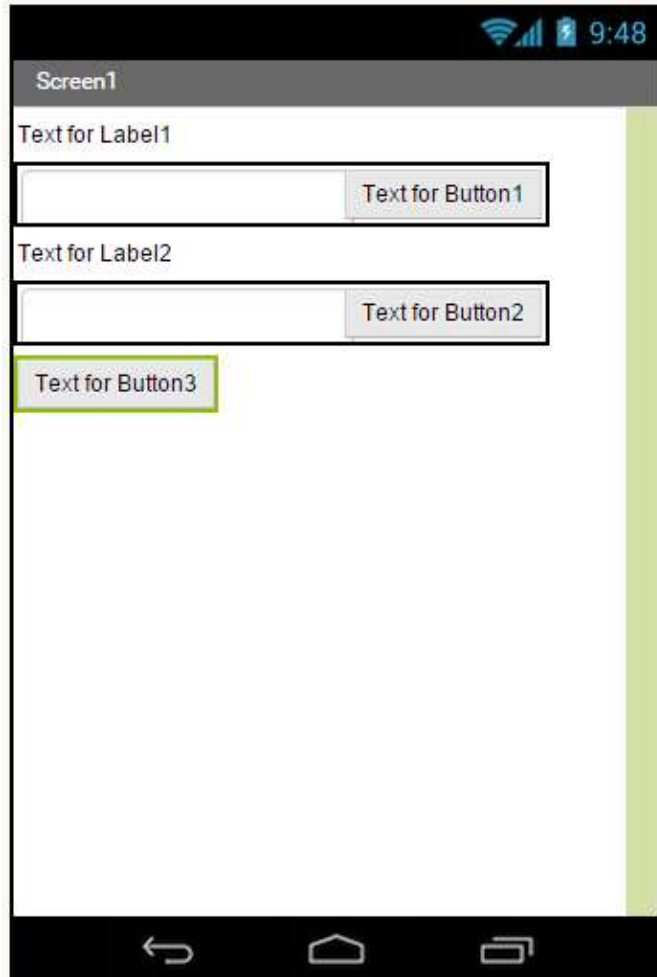 9:48
Screen1
Text for Label1
Text for Button1
Text for Label2
Text for Button2
Text for Button3